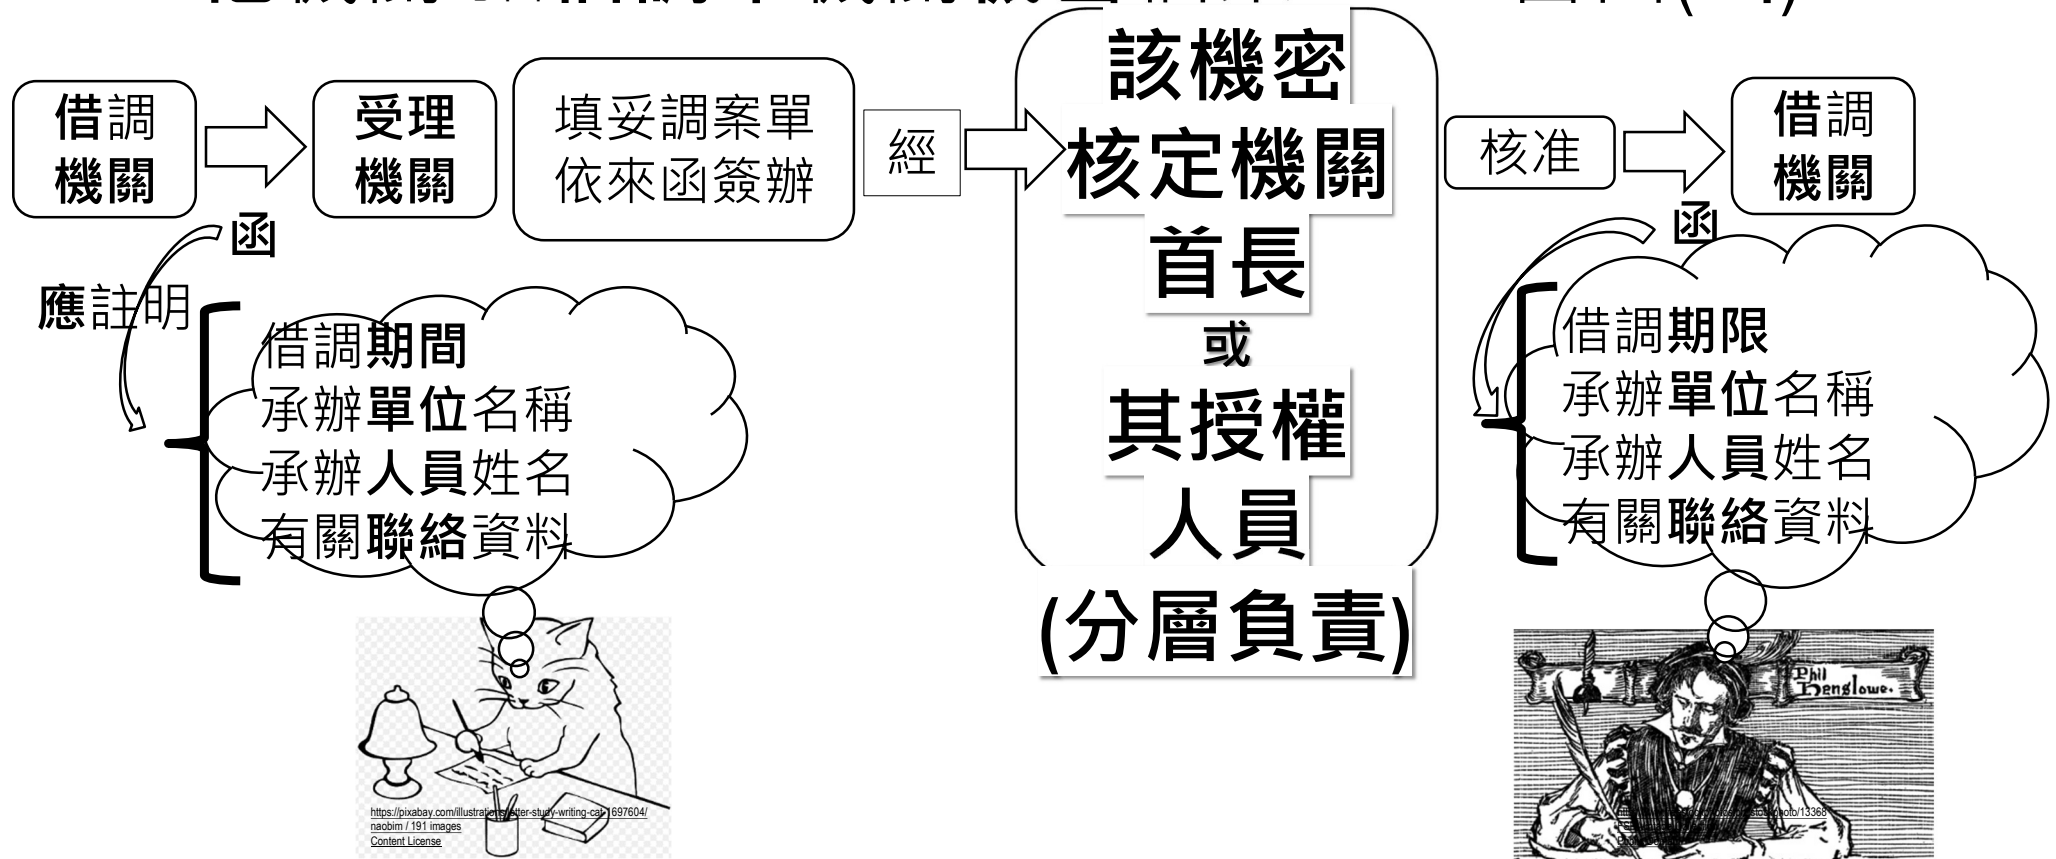 借調
機關
受理
機關
填妥調案單
依來函簽辦
經
該機密
核定機關
首長
或
其授權
人員
(分層負責)
核准
借調
機關
函
應註明
借調期間
承辦單位名稱
承辦人員姓名
有關聯絡資料
函
借調期限
承辦單位名稱
承辦人員姓名
有關聯絡資料
naobim / 191 images
Content License
Phil
Henslowe.